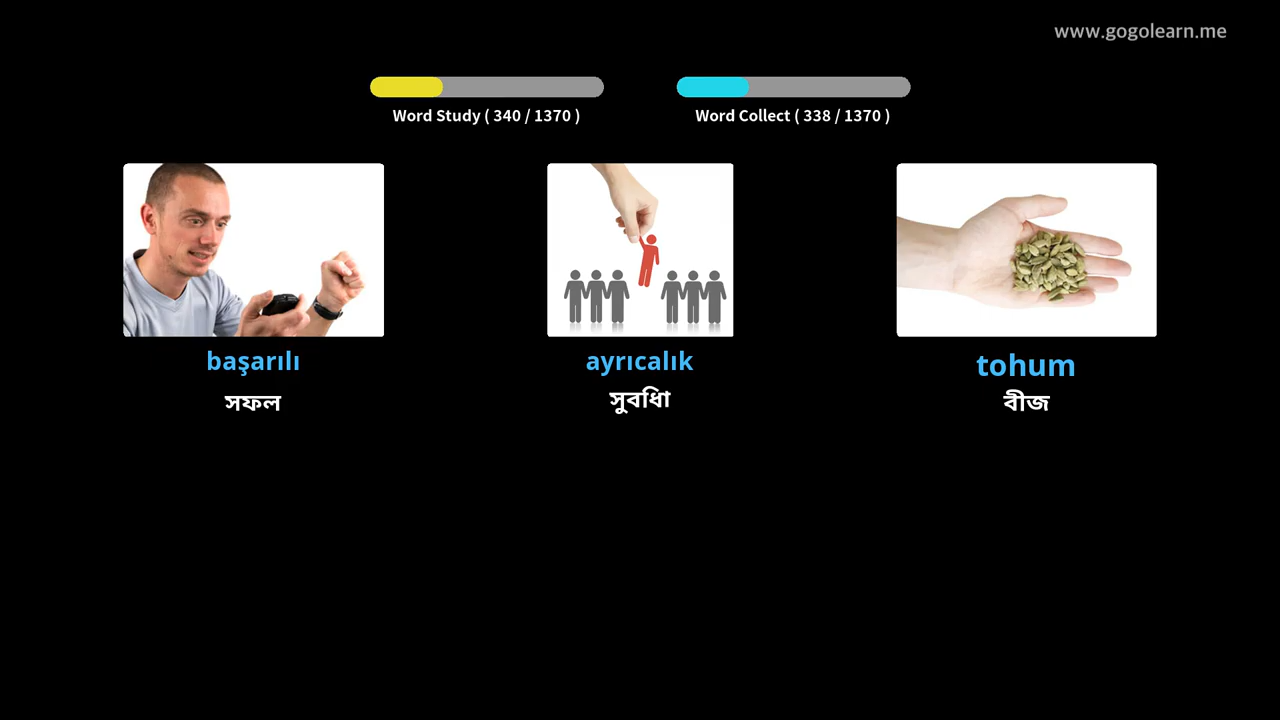 www.gogolearn.me
Word Study ( 340 / 1370 )
Word Collect ( 338 / 1370 )
başarılı
ayrıcalık
tohum
সফল
সুবিধা
বীজ